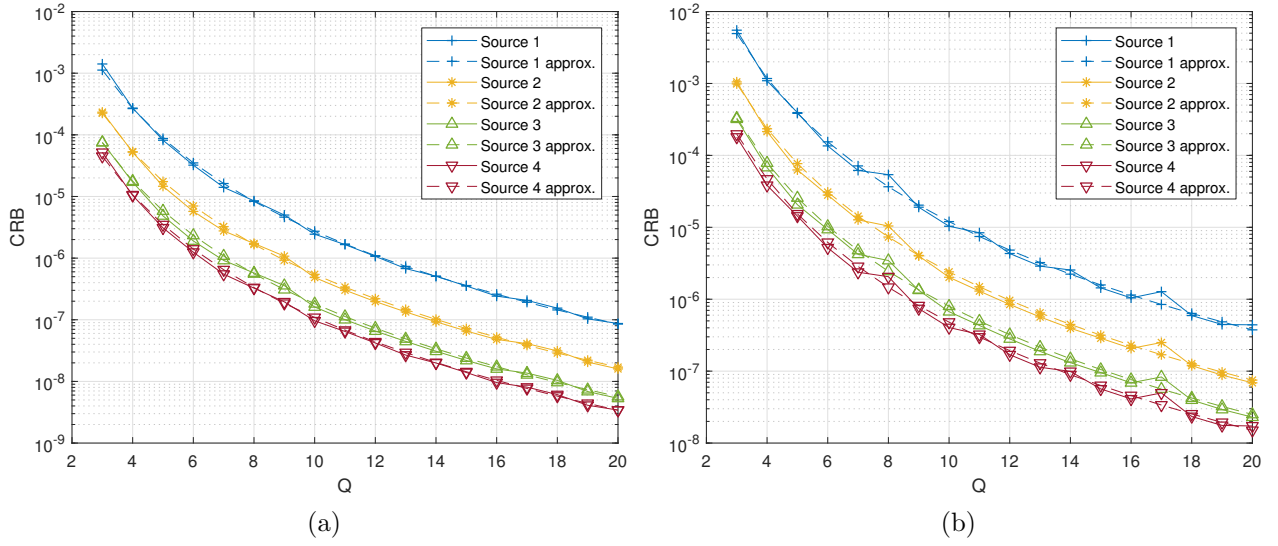 10^-2
10^-3
10^-4
10^-5
10^-6
10^-7
10^-8
10^-9
CRB
2 4 6 8 10 12 14 16 18 20
Q
Source 1
Source 1 approx.
Source 2
Source 2 approx.
Source 3
Source 3 approx.
Source 4
Source 4 approx.
(a)
10^-2
10^-3
10^-4
10^-5
10^-6
10^-7
10^-8
CRB
2 4 6 8 10 12 14 16 18 20
Q
Source 1
Source 1 approx.
Source 2
Source 2 approx.
Source 3
Source 3 approx.
Source 4
Source 4 approx.
(b)